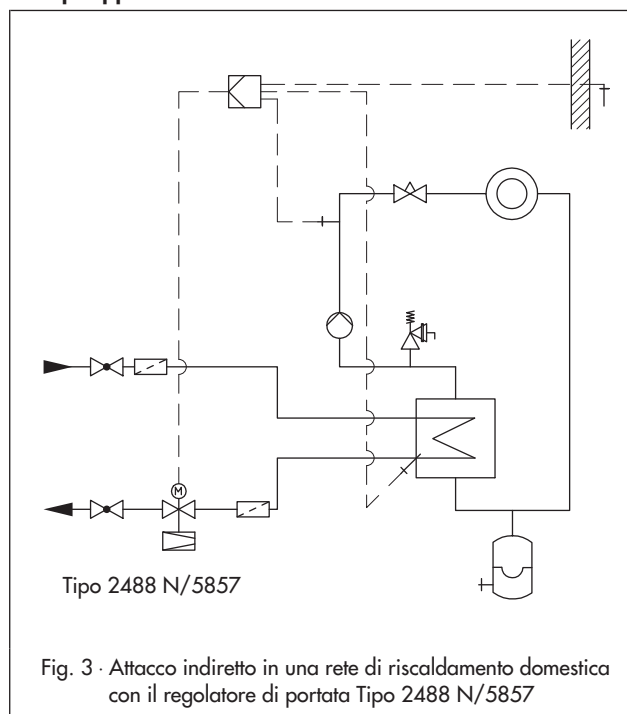 M
Tipo 2488 N/5857
Fig. 3 · Attacco indiretto in una rete di riscaldamento domestica
con il regolatore di portata Tipo 2488 N/5857